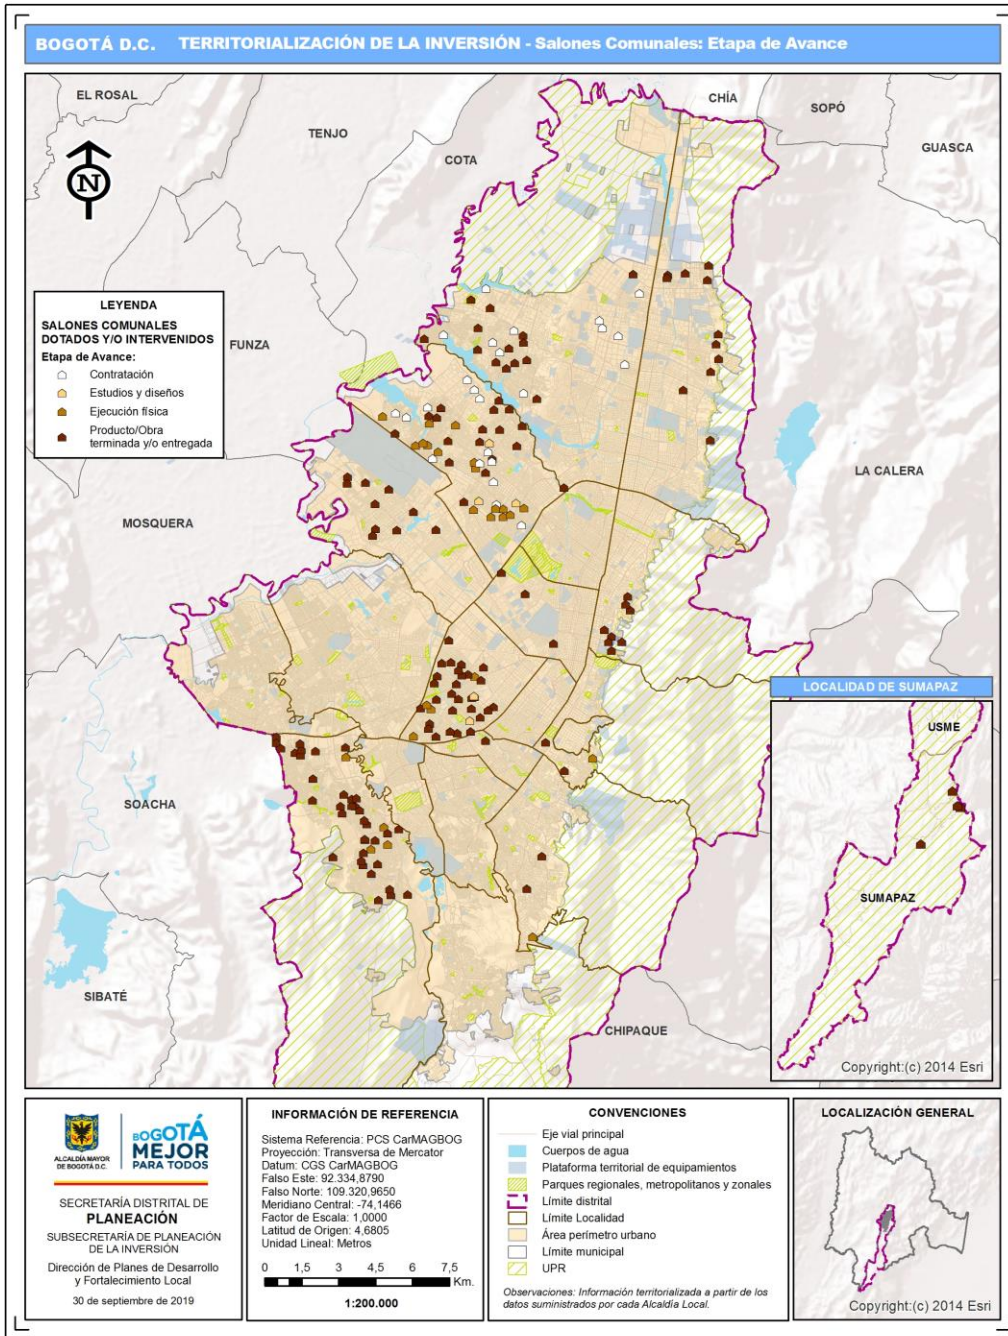 BOGOTÁ D.C. TERRITORIALIZACIÓN DE LA INVERSIÓN - Salones Comunales: Etapa de Avance
EL ROSAL
TENJO
COTA
CHÍA
SOPÓ
GUASCA
N
LEYENDA
SALONES COMUNALES
DOTADOS Y/O INTERVENIDOS
Etapa de Avance:
Contratación
Estudios y diseños
Ejecución física
Producto/Obra
terminada y/o entregada
FUNZA
LA CALERA
MOSQUERA
SOACHA
SIBATÉ
CHIPAQUE
LOCALIDAD DE SUMAPAZ
USME
SUMAPAZ
Copyright:(c) 2014 Esri
ALCALDÍA MAYOR
DE BOGOTÁ D.C.
BOGOTÁ
MEJOR
PARA TODOS
SECRETARÍA DISTRITAL DE
PLANEACIÓN
SUBSECRETARÍA DE PLANEACIÓN
DE LA INVERSIÓN
Dirección de Planes de Desarrollo
y Fortalecimiento Local
30 de septiembre de 2019
INFORMACIÓN DE REFERENCIA
Sistema Referencia: PCS CarMAGBOG
Proyección: Transversa de Mercator
Datum: CGS CarMAGBOG
Falso Este: 92.334,8790
Falso Norte: 109.320,9650
Meridiano Central: -74,1466
Factor de Escala: 1,0000
Latitud de Origen: 4,6805
Unidad Lineal: Metros
0 1,5 3 4,5 6 7,5
Km.
1:200.000
CONVENCIONES
Eje vial principal
Cuerpos de agua
Plataforma territorial de equipamientos
Parques regionales, metropolitanos y zonales
Límite distrital
Límite Localidad
Área perímetro urbano
Límite municipal
UPR
Observaciones: Información territorializada a partir de los
datos suministrados por cada Alcaldía Local.
LOCALIZACIÓN GENERAL
Copyright:(c) 2014 Esri